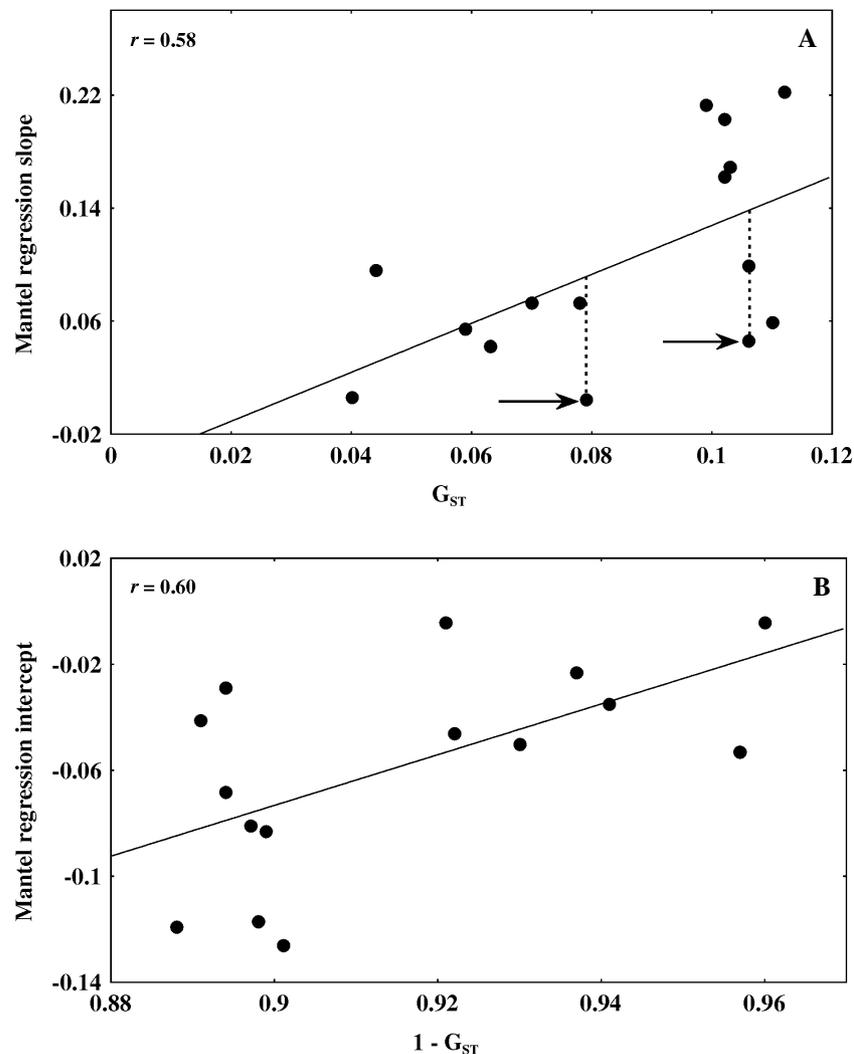 r = 0.58
A
0.22
0.14
0.06
-0.02
Mantel regression slope
0 0.02 0.04 0.06 0.08 0.1 0.12
GST
0.02
r = 0.60
B
-0.02
-0.06
-0.1
-0.14
Mantel regression intercept
0.88 0.9 0.92 0.94 0.96
1 - GST